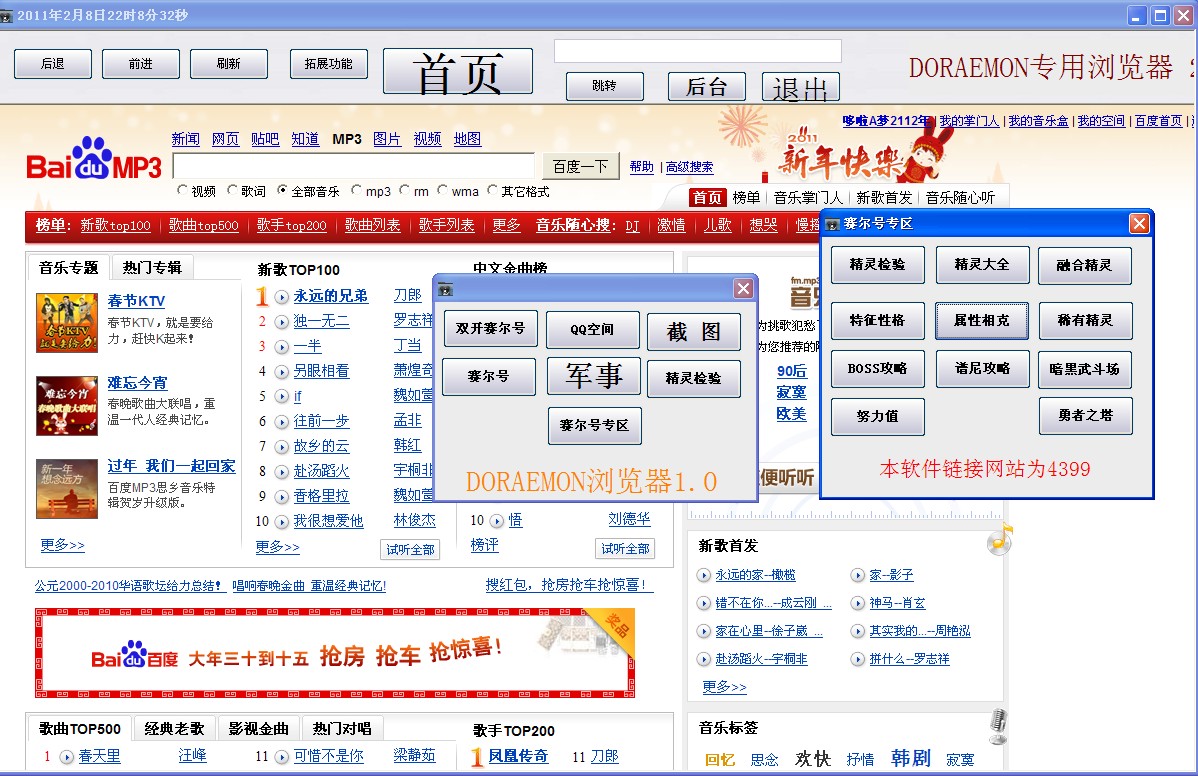 2011年2月8日22时8分32秒
后退 前进 刷新 拓展功能 首页 跳转 后台 退出 DORAEMON专用浏览器
哆啦A梦2112年 | 我的掌门人 | 我的音乐盒 | 我的空间 | 百度首页
新闻 网页 贴吧 知道 MP3 图片 视频 地图
2011
新年快樂
Bai du MP3 百度一下 帮助 | 高级搜索
视频 歌词 全部音乐 mp3 rm wma 其它格式
首页 榜单 音乐掌门人 新歌首发 音乐随心听
榜单: 新歌top100 歌曲top500 歌手top200 歌曲列表 歌手列表 更多 音乐随心搜: DJ 激情 儿歌 想哭
音乐专题 热门专辑
春节KTV
春节KTV，就是要给
力，赶快K起来！
难忘今宵
春晚歌曲大联唱，重
温一代人经典记忆。
新一年
想念远方
过年 我们一起回家
百度MP3思乡音乐特
辑贺岁升级版。
更多>>
新歌TOP100
1 永远的兄弟 刀郎
2 独一无二 罗志祥
3 一半 丁当
4 另眼相看 萧煌奇
5 if 魏如萱
6 往前一步 孟非
7 故乡的云 韩红
8 赴汤蹈火 宇桐非
9 香格里拉 魏如萱
10 我很想爱他 林俊杰
更多>> 试听全部
中文金曲榜
10 悟 刘德华
榜评 试听全部
双开赛尔号 QQ空间 截 图
赛尔号 军事 精灵检验
赛尔号专区
DORAEMON浏览器1.0
fm.mp3
90后
寂寞
欧美
便听听
赛尔号专区
精灵检验 精灵大全 融合精灵
特征性格 属性相克 稀有精灵
BOSS攻略 谱尼攻略 暗黑武斗场
努力值 勇者之塔
本软件链接网站为4399
公元2000-2010华语歌坛给力总结！ 唱响春晚金曲 重温经典记忆! 搜红包，抢房抢车抢惊喜！
Bai du 百度 大年三十到十五 抢房 抢车 抢惊喜！
奖品
新歌首发
永远的家--橄榄 家--影子
错不在你...--成云刚 ... 神马--肖玄
家在心里--徐子崴 ... 其实我的...--周艳泓
赴汤蹈火--宇桐非 拼什么--罗志祥
更多>>
歌曲TOP500 经典老歌 影视金曲 热门对唱
1 春天里 汪峰 11 可惜不是你 梁静茹
歌手TOP200
1 凤凰传奇 11 刀郎
音乐标签
回忆 思念 欢快 抒情 韩剧 寂寞